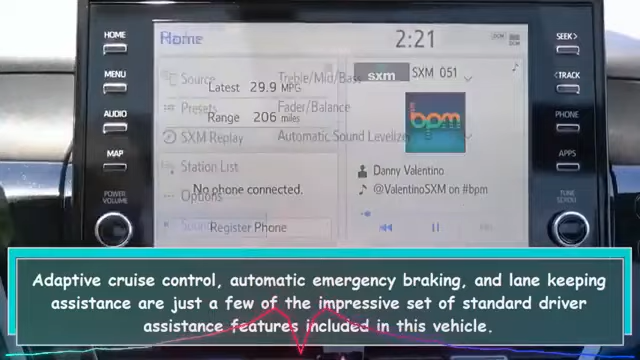 HOME
MENU
AUDIO
MAP
POWER
VOLUME
Home
2:21
Source
Treble/Mid/Bass
Latest 29.9 MPG
Presets
Fader/Balance
Range 206 miles
SXM Replay
Automatic Sound Levelizer
Station List
No phone connected.
Options
Sound
Register Phone
sxm
SXM 051
bpm
Danny Valentino
@ValentinoSXM on #bpm
SEEK>
<TRACK
PHONE
APPS
TUNE
SCROLL
Adaptive cruise control, automatic emergency braking, and lane keeping
assistance are just a few of the impressive set of standard driver
assistance features included in this vehicle.